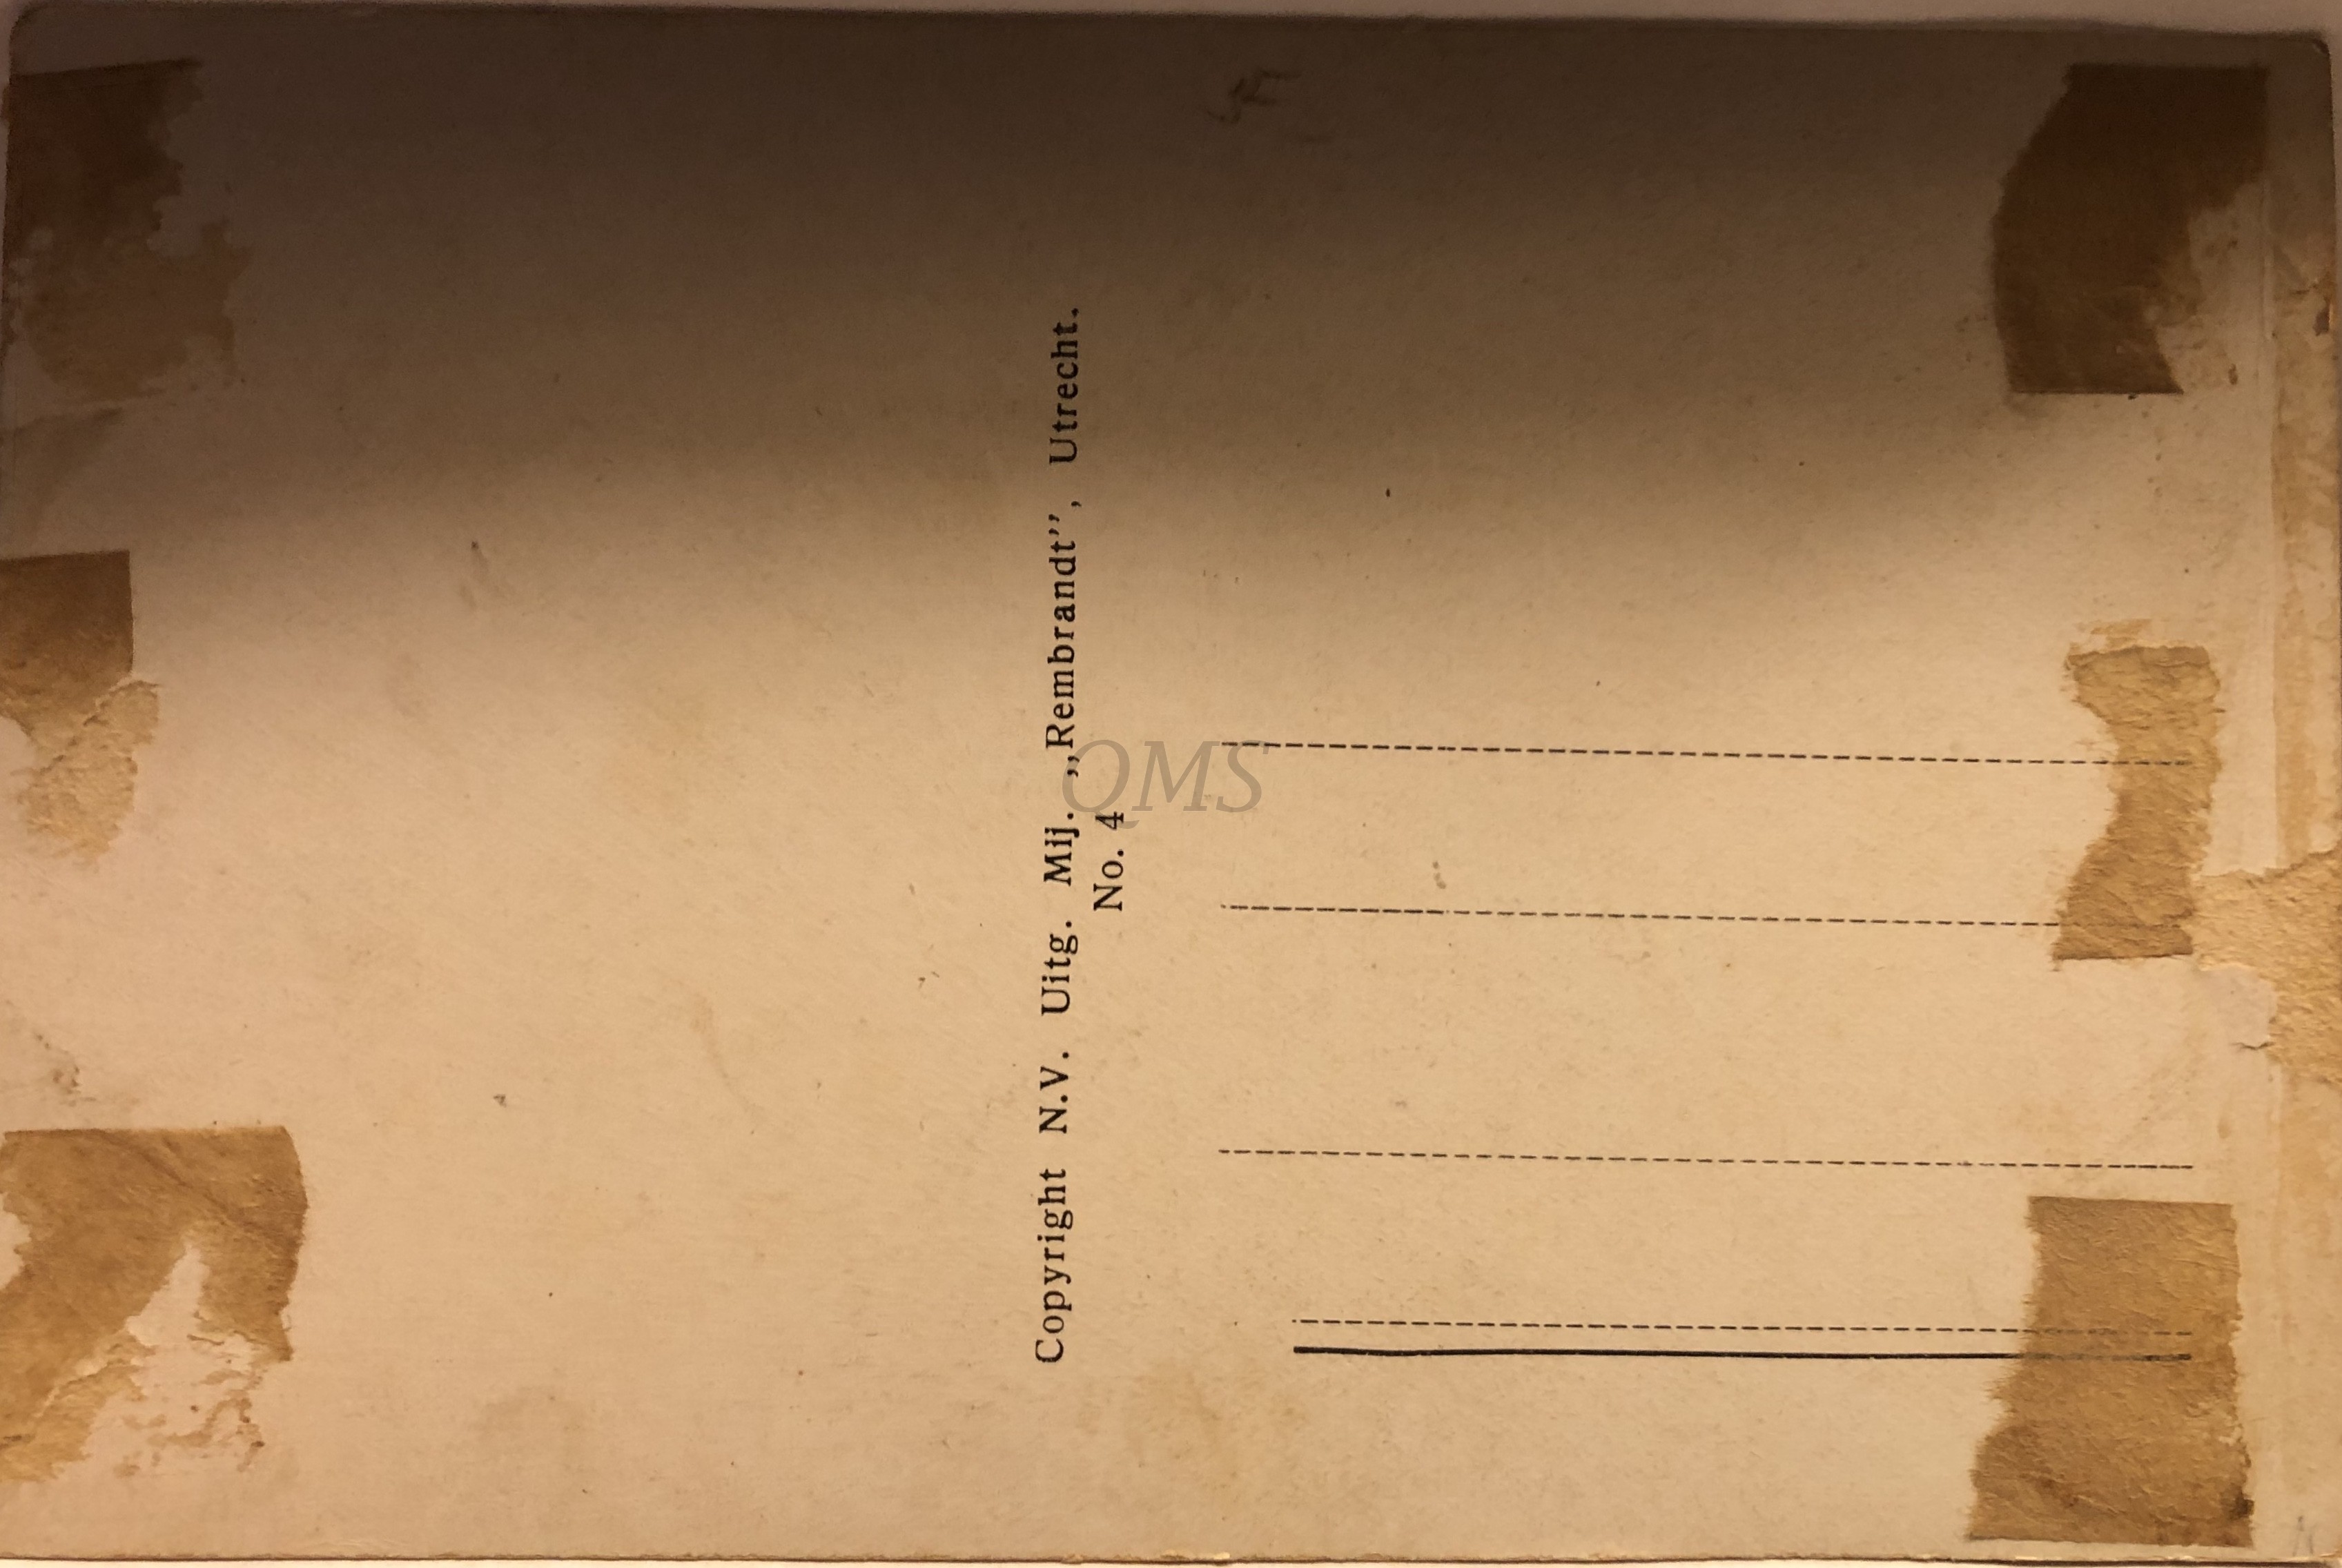 Copyright N.V. Uitg. Mij. ,,Rembrandt'', Utrecht.
No. 4
QMS